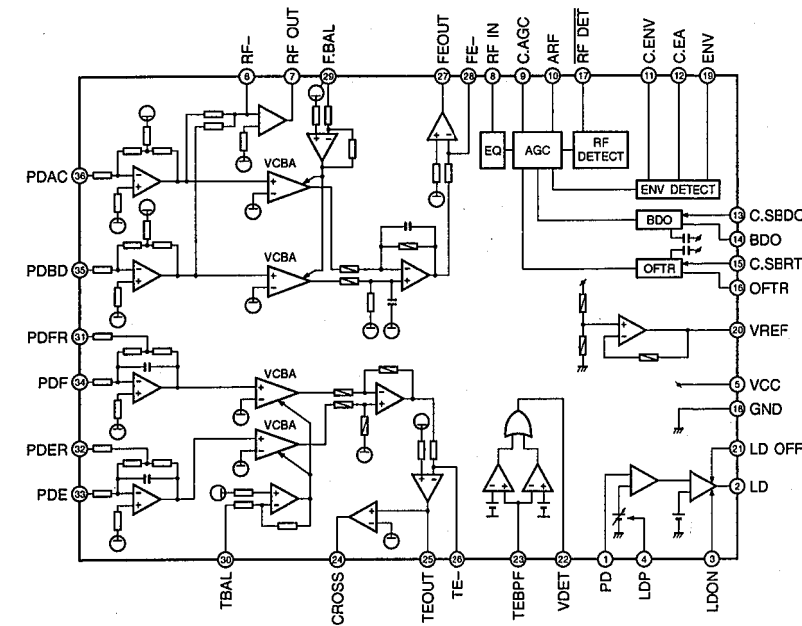 RF-
RF OUT
F.BAL
FEOUT
FE-
RF IN
C.AGC
ARF
RF DET
C.ENV
C.EA
ENV
6
7
29
27
28
8
9
10
17
11
12
19
EQ
AGC
RF DETECT
ENV DETECT
VCBA
PDAC 36
BDO
13 C.SBDO
14 BDO
VCBA
PDBD 35
OFTR
15 C.SBRT
16 OFTR
PDFR 31
20 VREF
PDF 34
VCBA
5 VCC
18 GND
VCBA
PDER 32
21 LD OFF
PDE 33
2 LD
30
24
25
26
23
22
1
4
3
TBAL
CROSS
TEOUT
TE-
TEBPF
VDET
PD
LDP
LDON